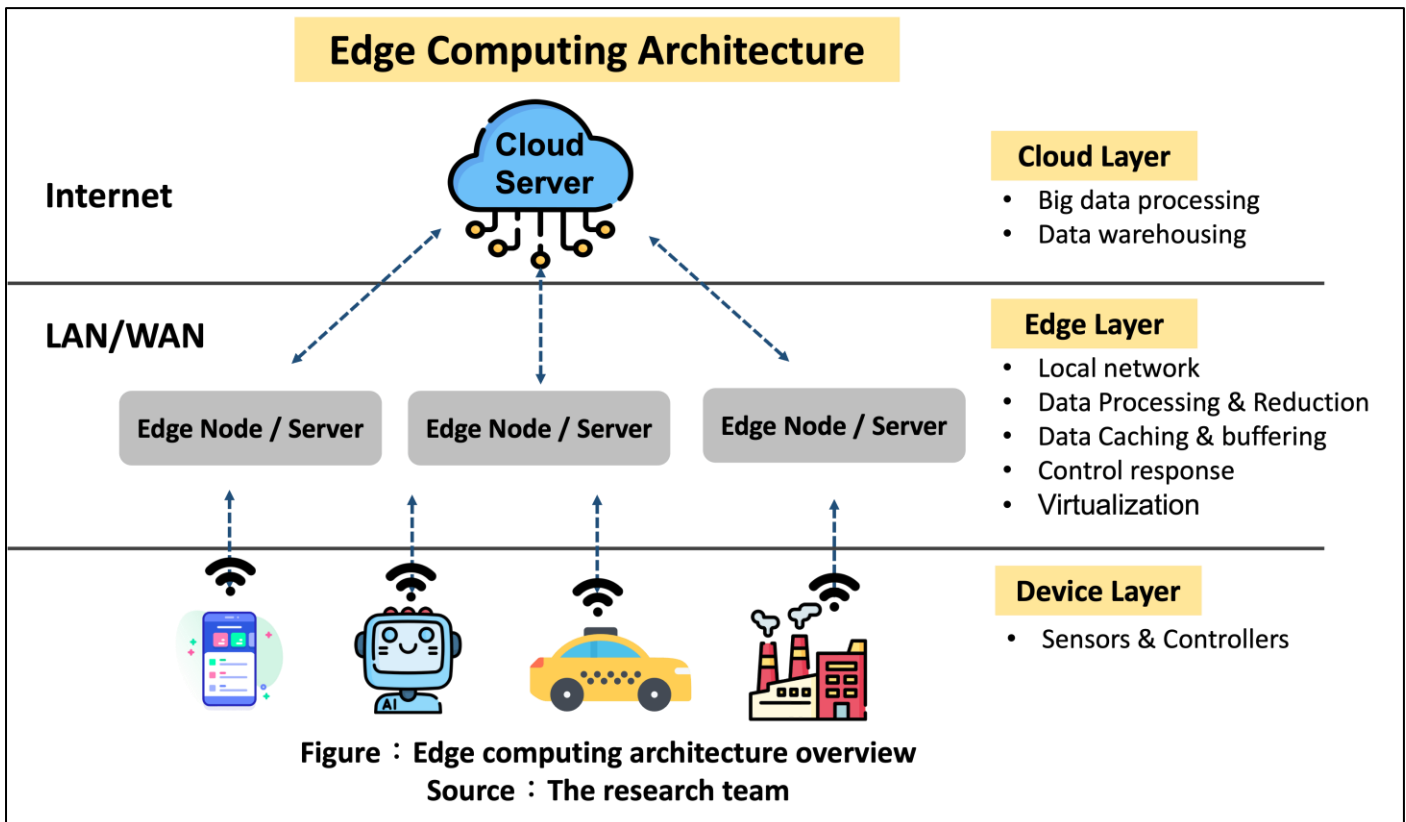 Edge Computing Architecture
Cloud
Server
Internet
Cloud Layer
• Big data processing
• Data warehousing
LAN/WAN
Edge Layer
• Local network
• Data Processing & Reduction
• Data Caching & buffering
• Control response
• Virtualization
Edge Node / Server
Edge Node / Server
Edge Node / Server
Device Layer
• Sensors & Controllers
AI
Figure：Edge computing architecture overview
Source：The research team